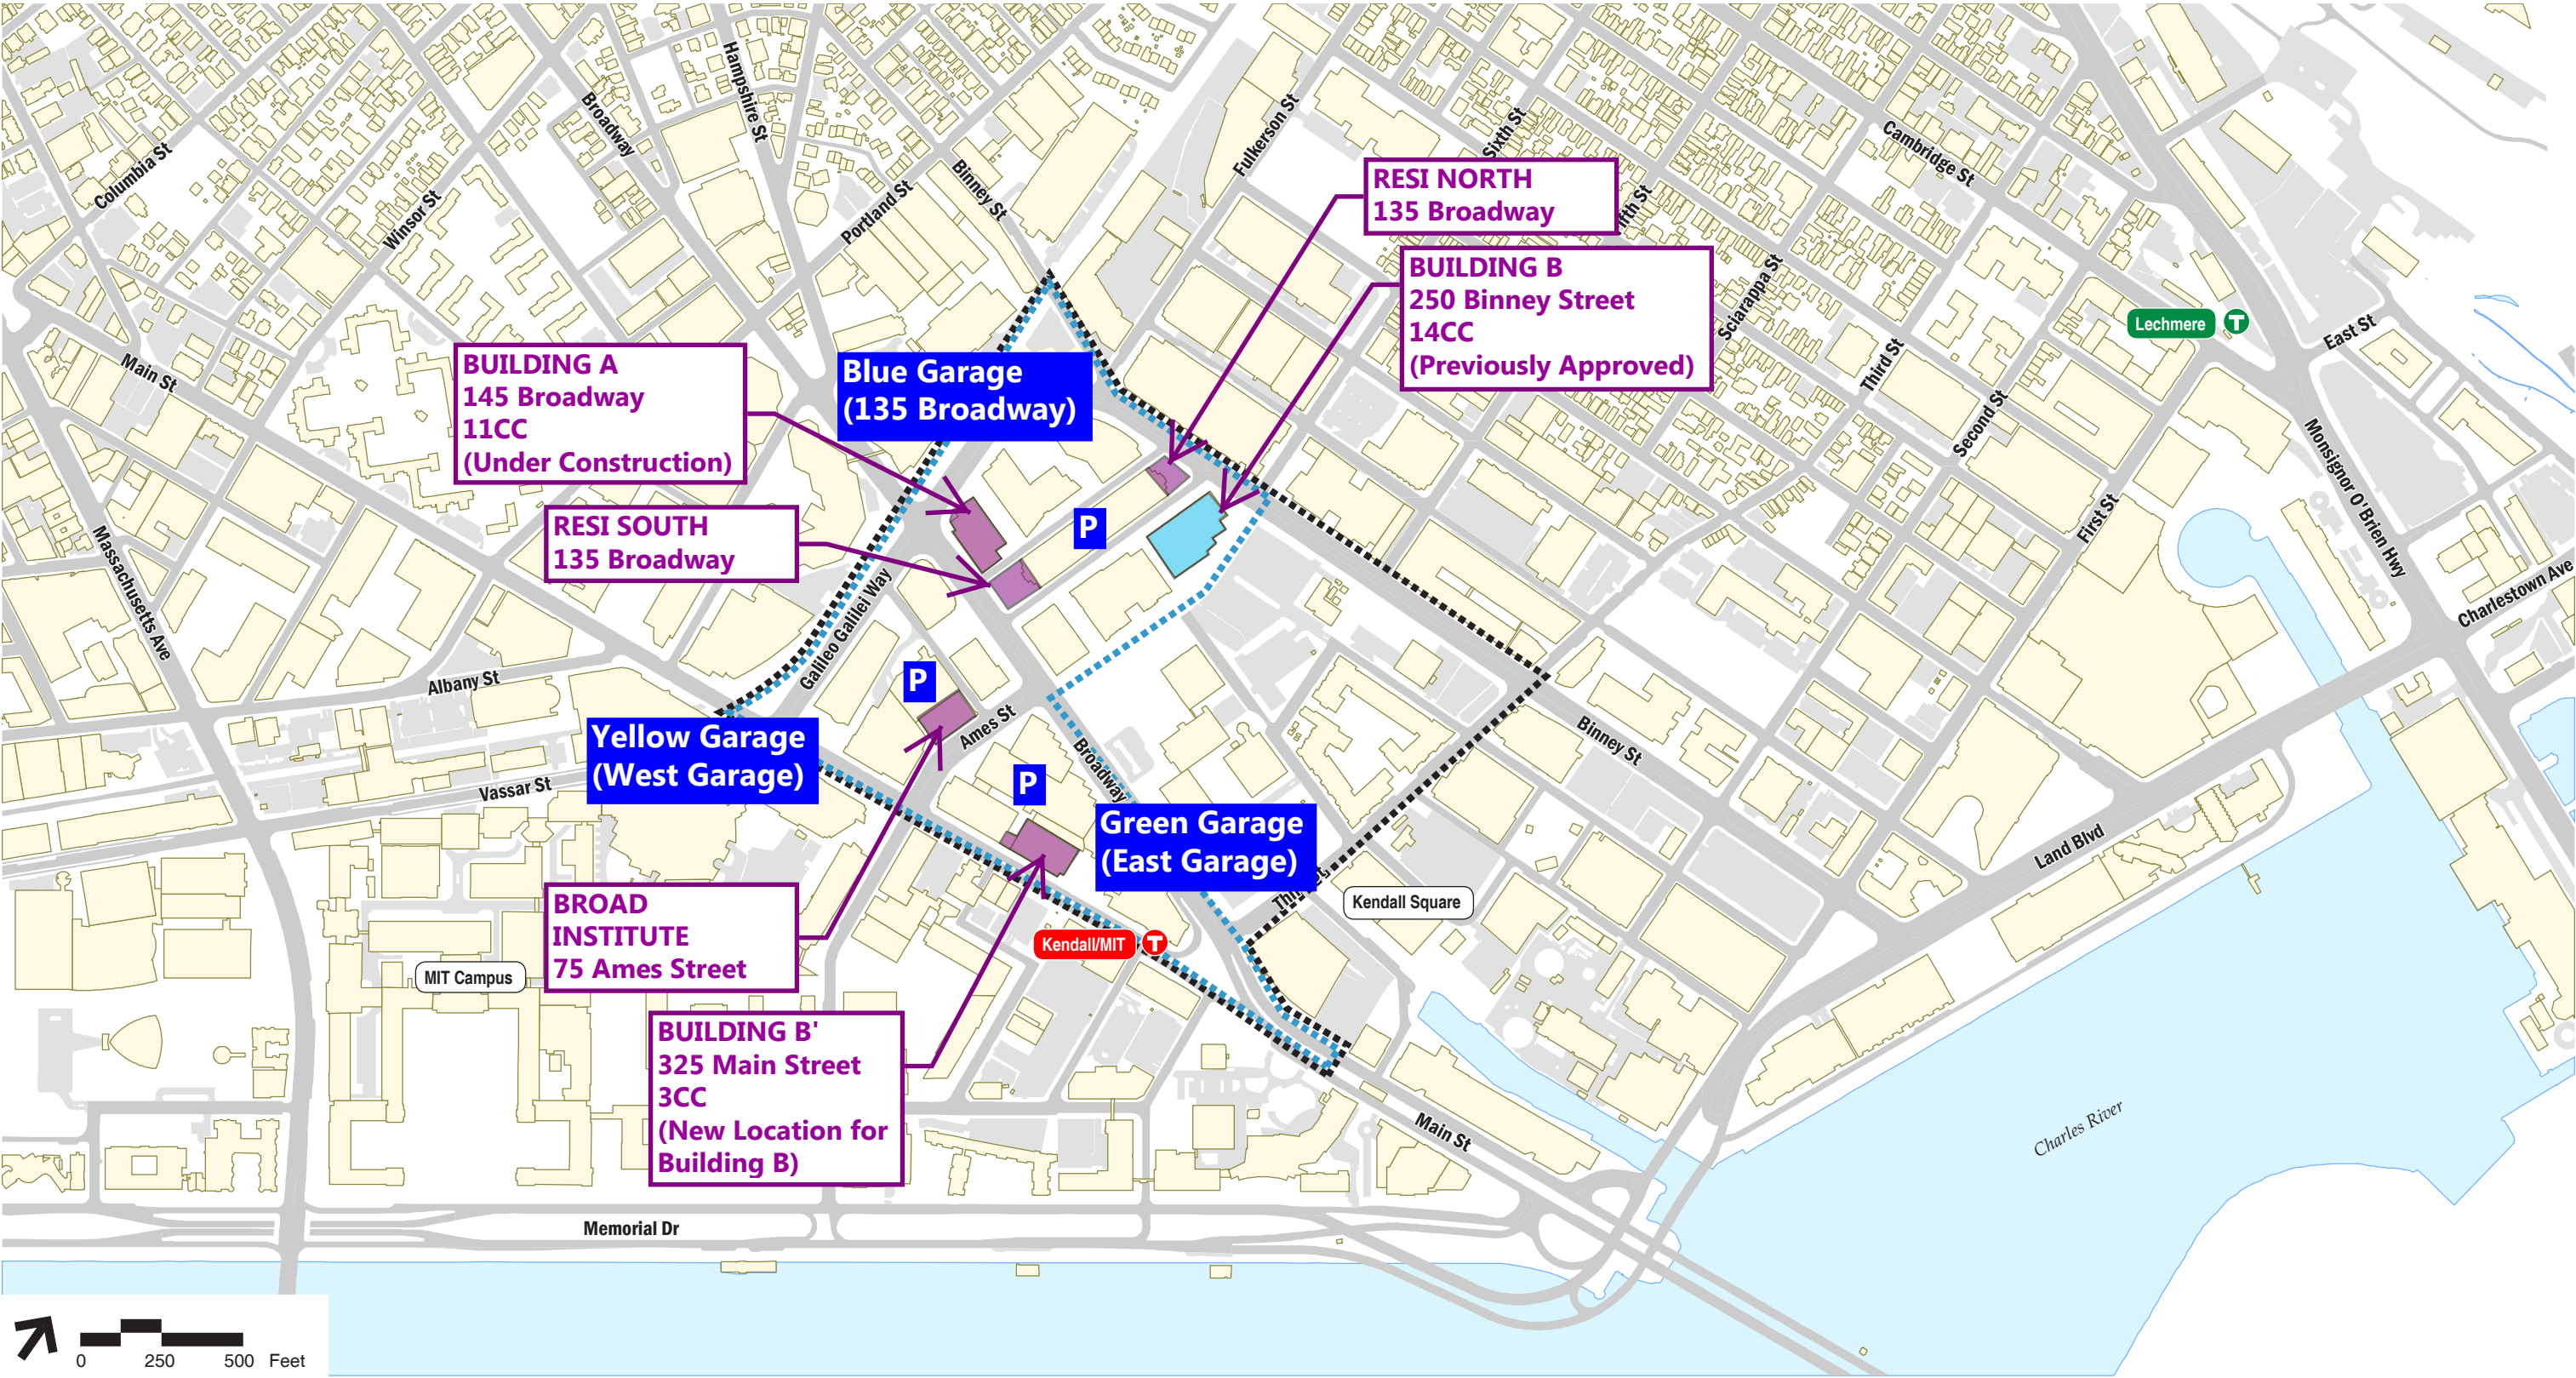 Columbia St
Winsor St
Broadway
Hampshire St
Portland St
Binney St
Fulkerson St
Sixth St
Cambridge St
RESI NORTH
135 Broadway
BUILDING B
250 Binney Street
14CC
(Previously Approved)
Sciarappa St
Third St
Second St
First St
Lechmere
T
East St
Monsignor O'Brien Hwy
Charlestown Ave
Main St
Massachusetts Ave
BUILDING A
145 Broadway
11CC
(Under Construction)
Blue Garage
(135 Broadway)
RESI SOUTH
135 Broadway
P
Galileo Galilei Way
Albany St
P
Ames St
Yellow Garage
(West Garage)
Vassar St
P
Broadway
Green Garage
(East Garage)
Binney St
Land Blvd
Kendall Square
Kendall/MIT
T
BROAD
INSTITUTE
75 Ames Street
MIT Campus
BUILDING B'
325 Main Street
3CC
(New Location for
Building B)
Main St
Charles River
Memorial Dr
0 250 500 Feet